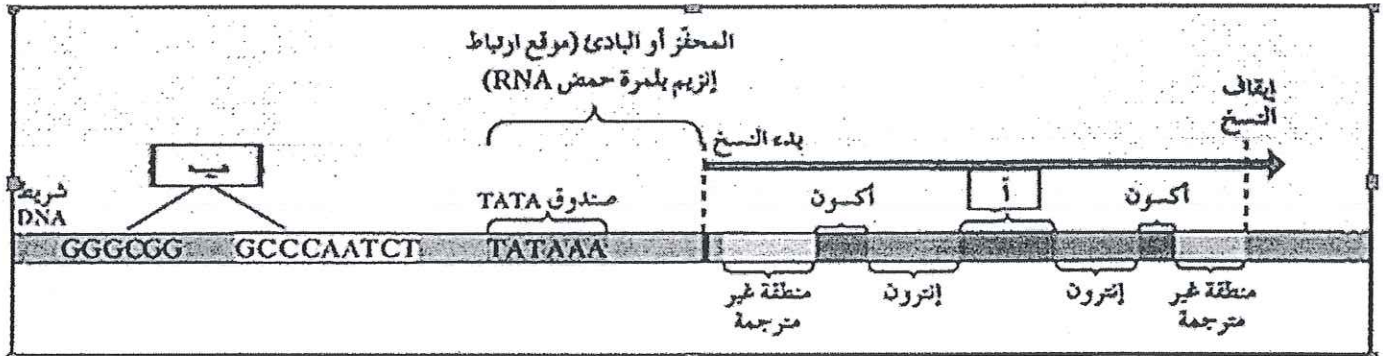 المحفّز أو البادئ (موقع ارتباط
إنزيم بلمرة حمض RNA)
إيقاف
النسخ
بدء النسخ
ب
شريط
DNA
صندوق TATA
أكسون
أ
أكسون
GGGCGG GCCCAATCT TATAAA
منطقة غير
مترجمة
إنترون
إنترون
منطقة غير
مترجمة